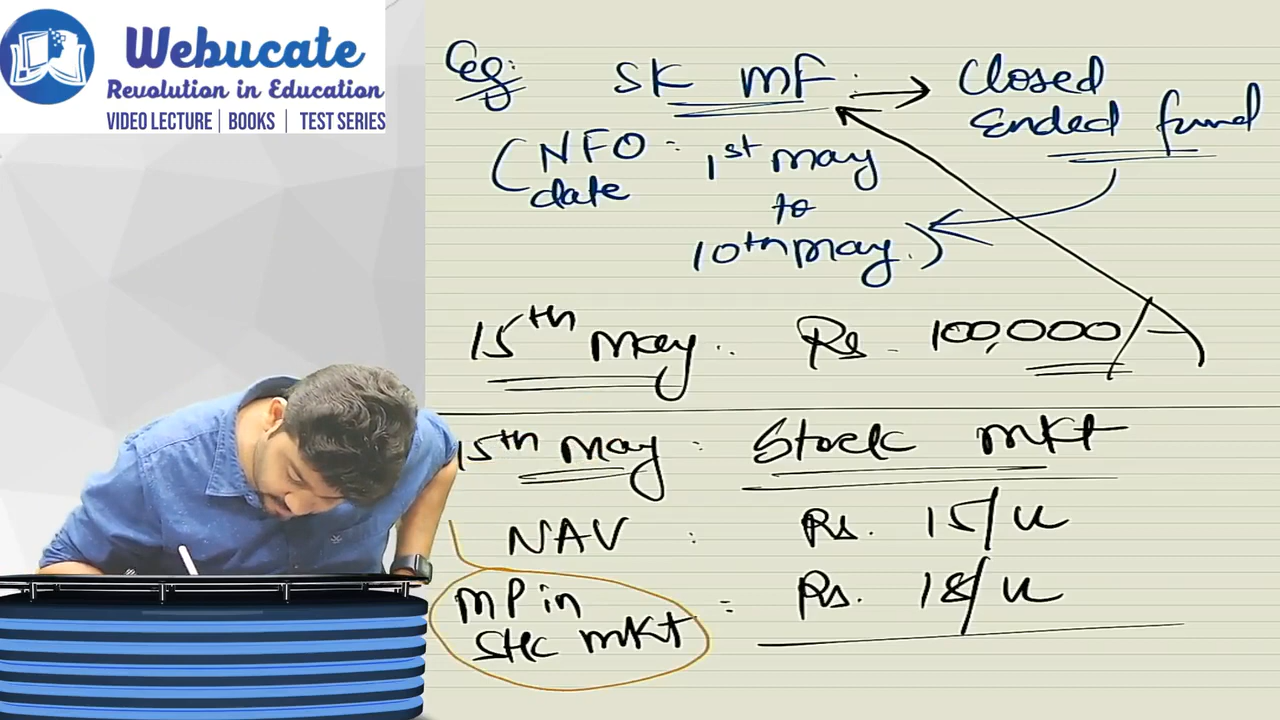 Webucate
Revolution in Education
VIDEO LECTURE | BOOKS | TEST SERIES
Eg: SK MF: → Closed
Ended fund
(NFO : 1st may
date to
10th may.)
15th may.. Rs. 100,000/-
15th may : Stock mkt
NAV : Rs. 15/u
MP in = Rs. 18/u
Stk mkt